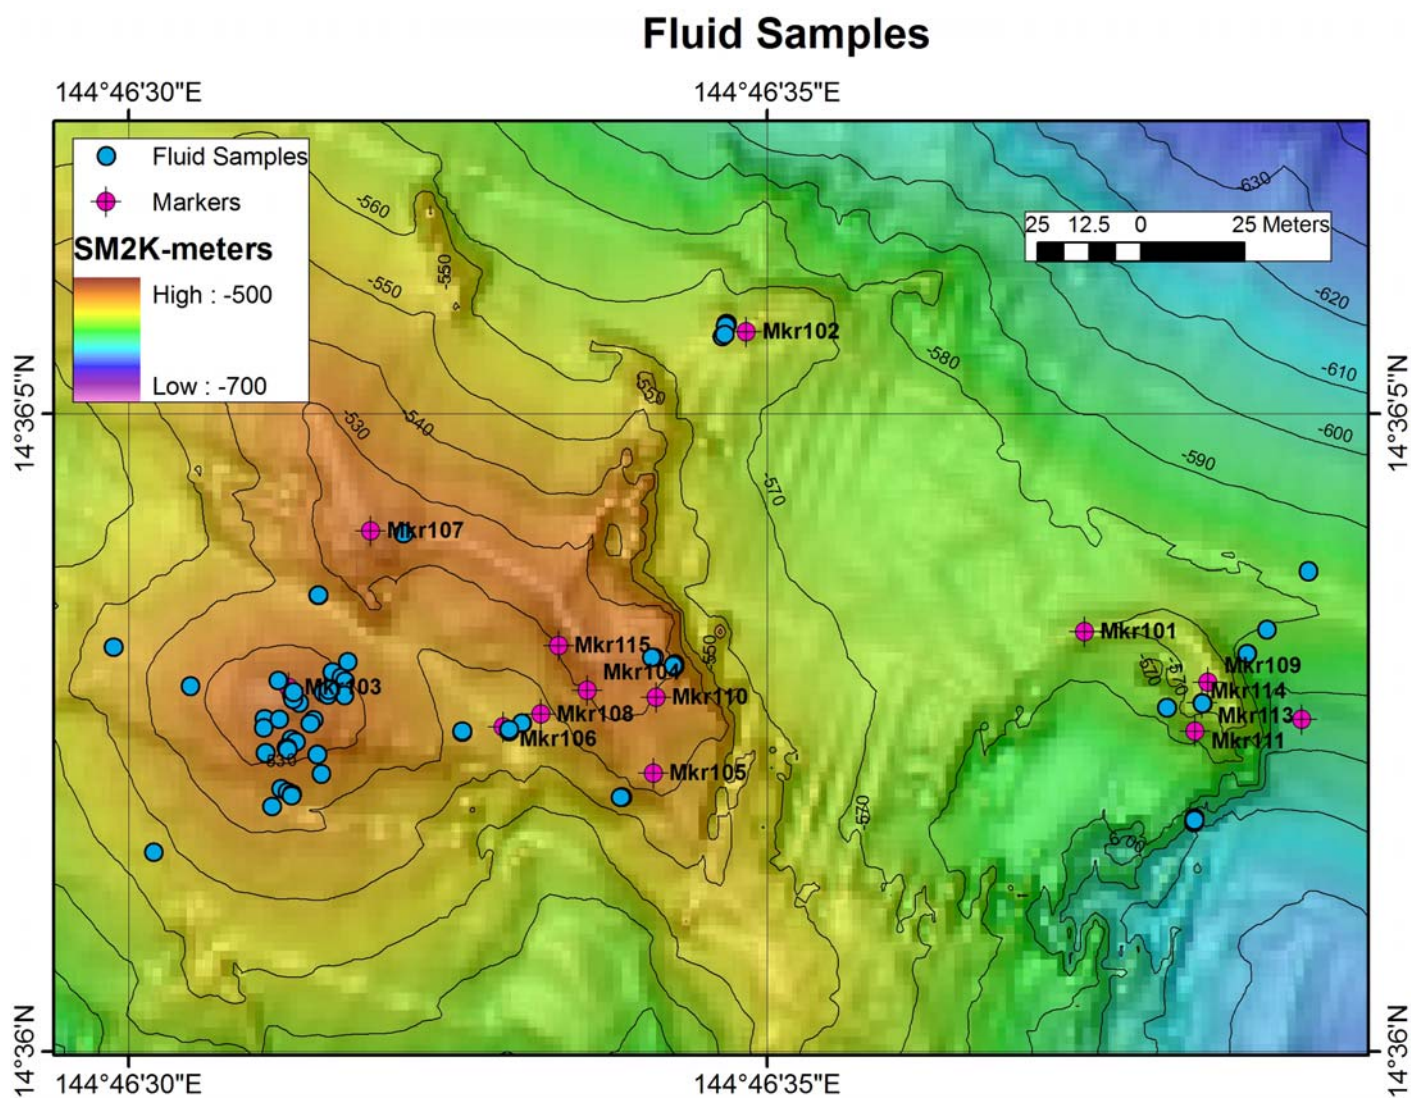 Fluid Samples
144°46'30"E
144°46'35"E
Fluid Samples
Markers
SM2K-meters
High : -500
Low : -700
25 12.5 0 25 Meters
-630
-620
-610
-600
-590
-580
-560
-550
-550
-550
-540
-530
-570
14°36'5"N
14°36'5"N
Mkr102
Mkr107
Mkr101
Mkr115
Mkr104
-550
Mkr109
-570
-570
Mkr103
Mkr110
Mkr114
Mkr108
Mkr113
Mkr106
Mkr111
530
Mkr105
-570
600
14°36'N
14°36'N
144°46'30"E
144°46'35"E